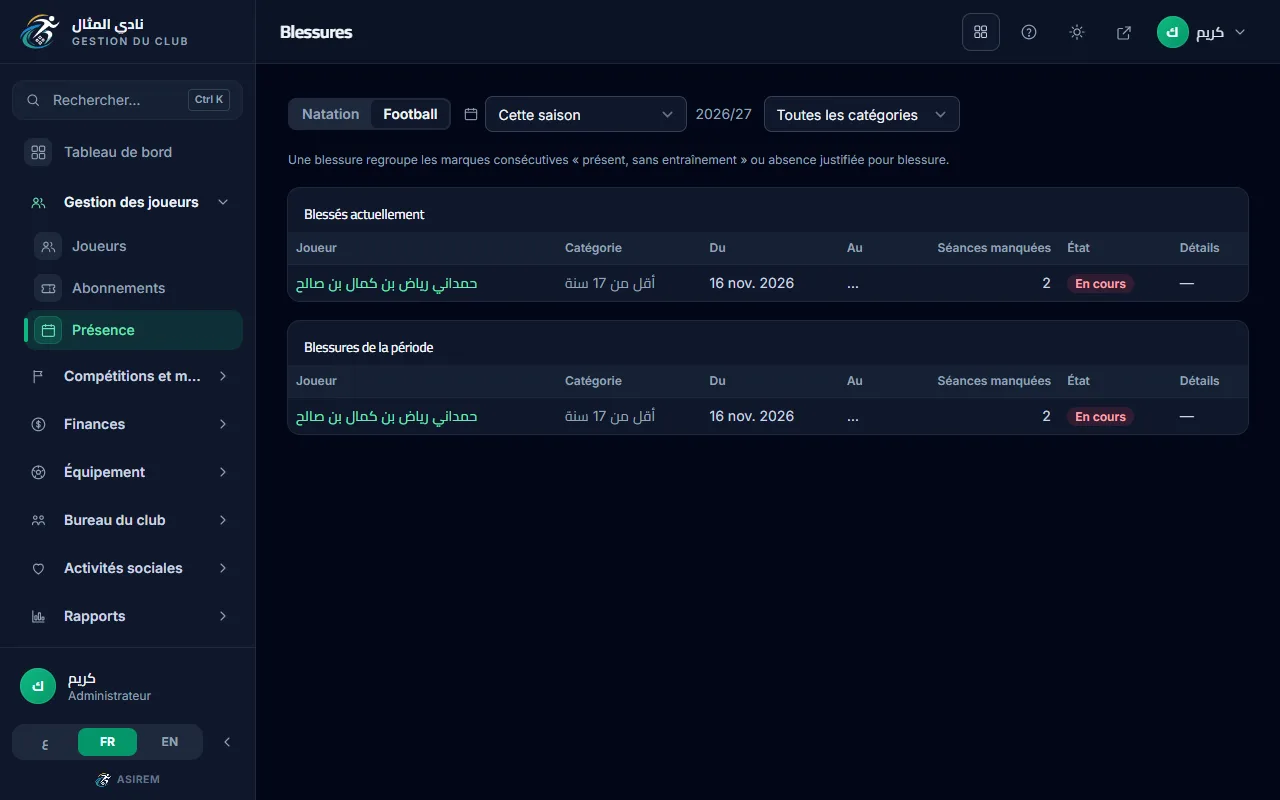 نادي المثال
GESTION DU CLUB
Rechercher...
Ctrl K
Tableau de bord
Gestion des joueurs
Joueurs
Abonnements
Présence
Compétitions et m...
Finances
Équipement
Bureau du club
Activités sociales
Rapports
ك
كريم
Administrateur
ع
FR
EN
ASIREM
Blessures
ك
كريم
Natation
Football
Cette saison
2026/27
Toutes les catégories
Une blessure regroupe les marques consécutives « présent, sans entraînement » ou absence justifiée pour blessure.
Blessés actuellement
Joueur Catégorie Du Au Séances manquées État Détails
حمداني رياض بن كمال بن صالح أقل من 17 سنة 16 nov. 2026 ... 2 En cours —
Blessures de la période
Joueur Catégorie Du Au Séances manquées État Détails
حمداني رياض بن كمال بن صالح أقل من 17 سنة 16 nov. 2026 ... 2 En cours —